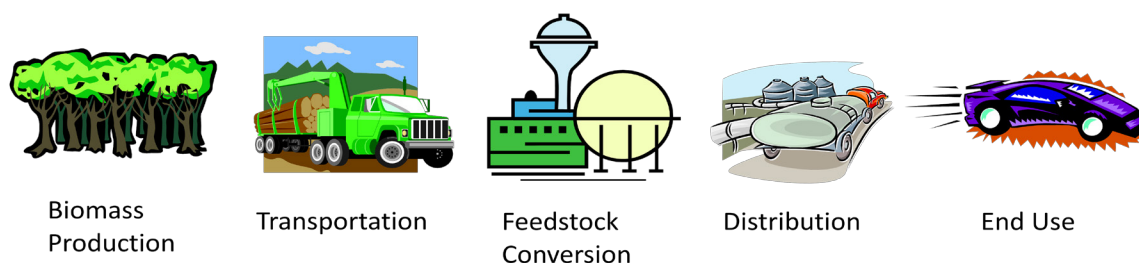 Biomass
Production
Transportation
Feedstock
Conversion
Distribution
End Use